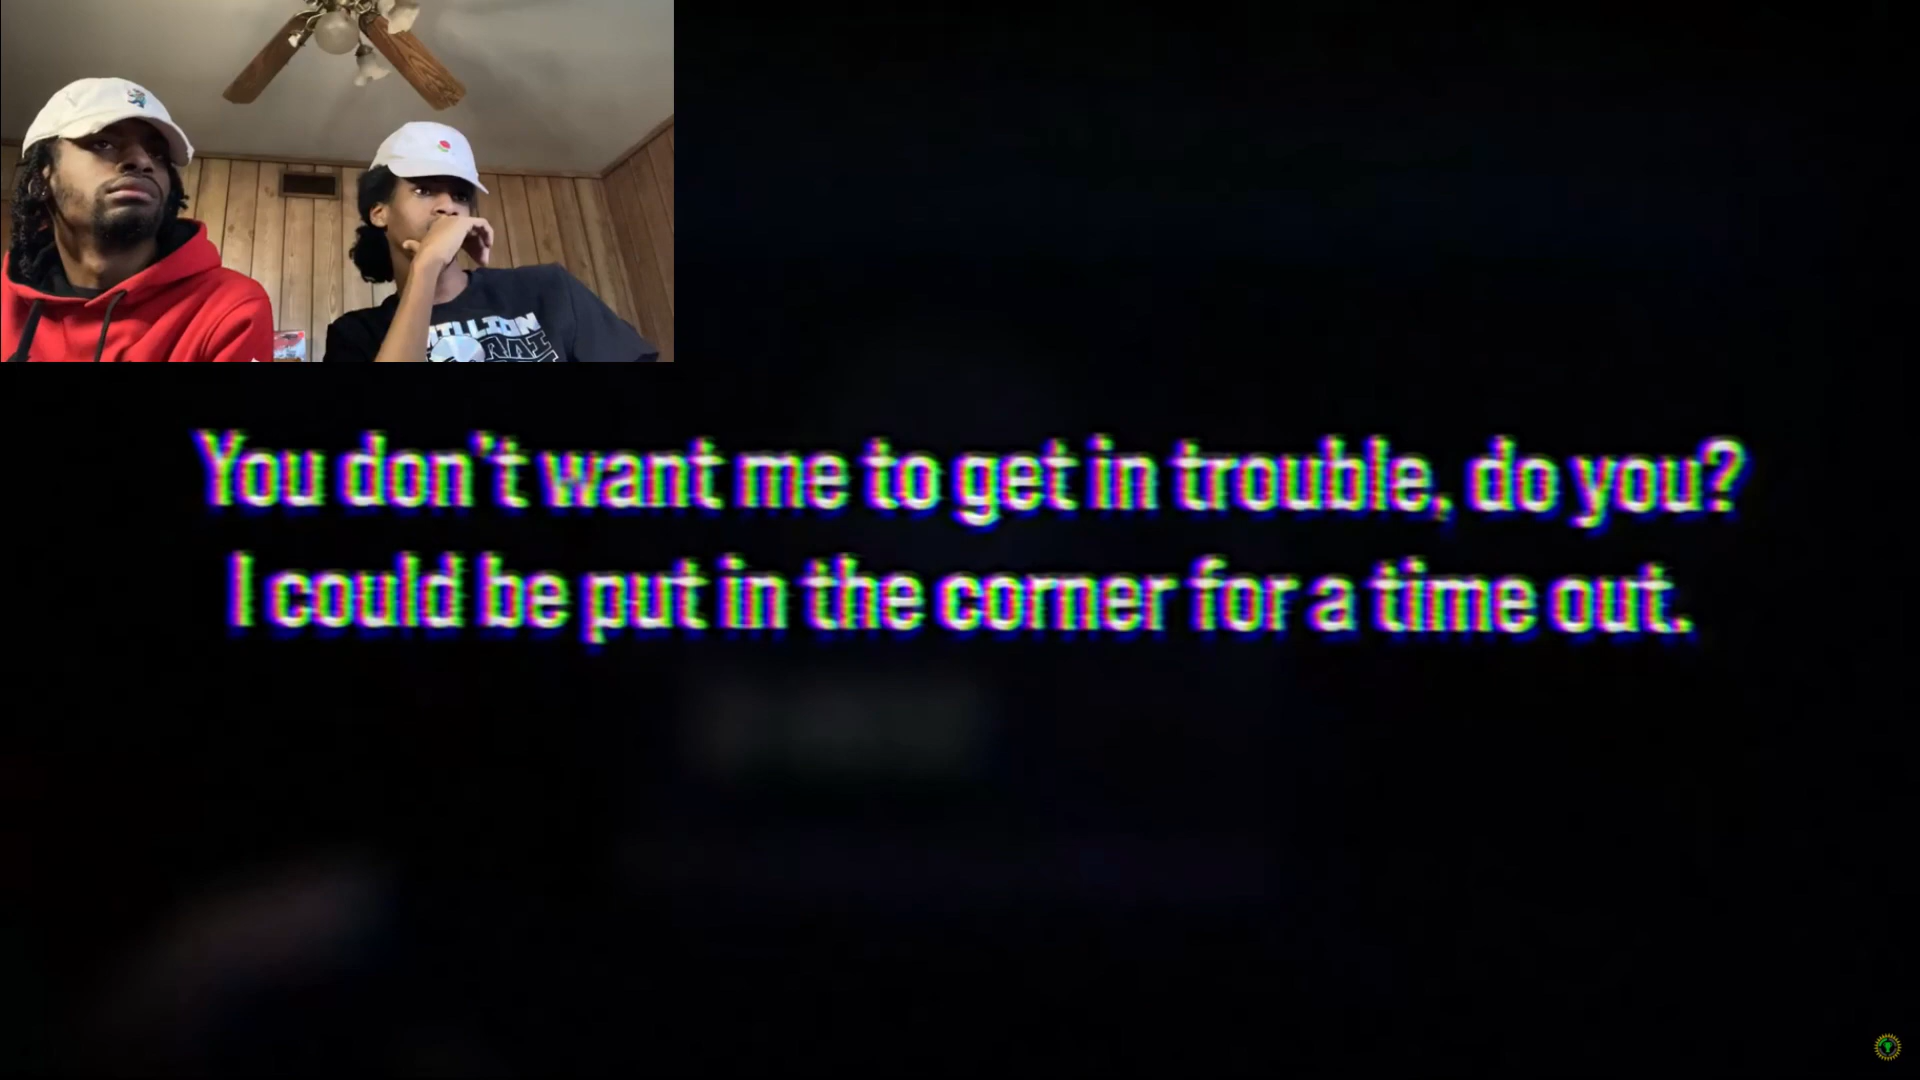 MILLION
You don't want me to get in trouble, do you?
I could be put in the corner for a time out.